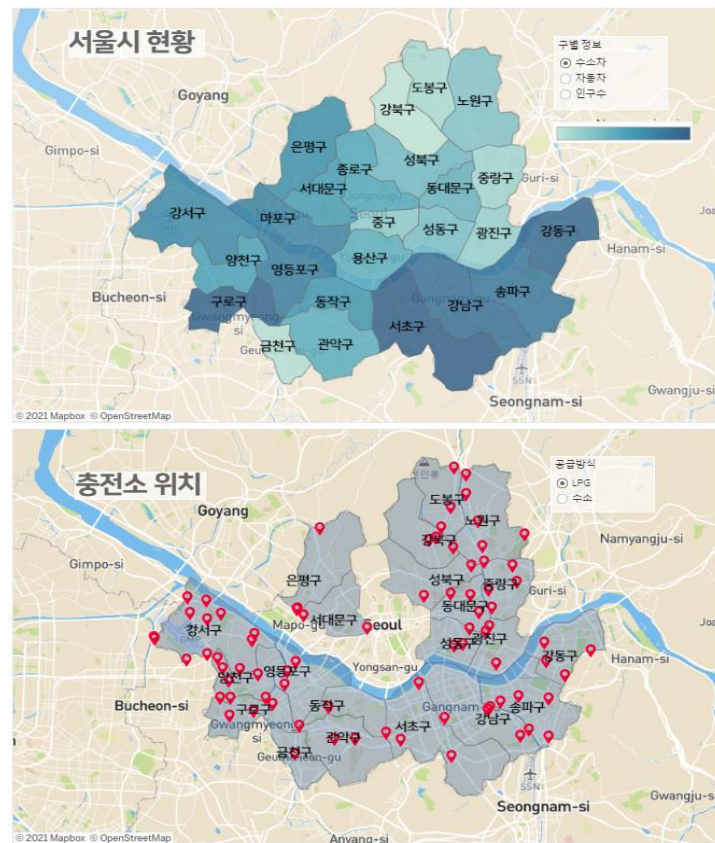 서울시 현황
구별 정보
수소차
자동차
인구수
Goyang
도봉구
노원구
강북구
Gimpo-si
은평구
종로구
성북구
중랑구
Guri-si
서대문구
동대문구
Seoul
강서구
마포구
중구
성동구
광진구
강동구
Hanam-si
양천구
영등포구
용산구
송파구
Bucheon-si
구로구
동작구
강남구
서초구
금천구
관악구
SSN
Seongnam-si
Gwangju-si
© 2021 Mapbox © OpenStreetMap
충전소 위치
공급방식
LPG
수소
Goyang
도봉구
노원구
강북구
Namyangju-si
Gimpo-si
은평구
성북구
중랑구
Guri-si
동대문구
Mapo-gu
서대문구
Seoul
강서구
GMP
성동구
광진구
강동구
Hanam-si
Yongsan-gu
양천구
영등포구
Bucheon-si
구로구
동작구
송파구
서초구
강남구
관악구
금천구
SSN
Seongnam-si
Gwangju-si
Anyang-si
© 2021 Mapbox © OpenStreetMap